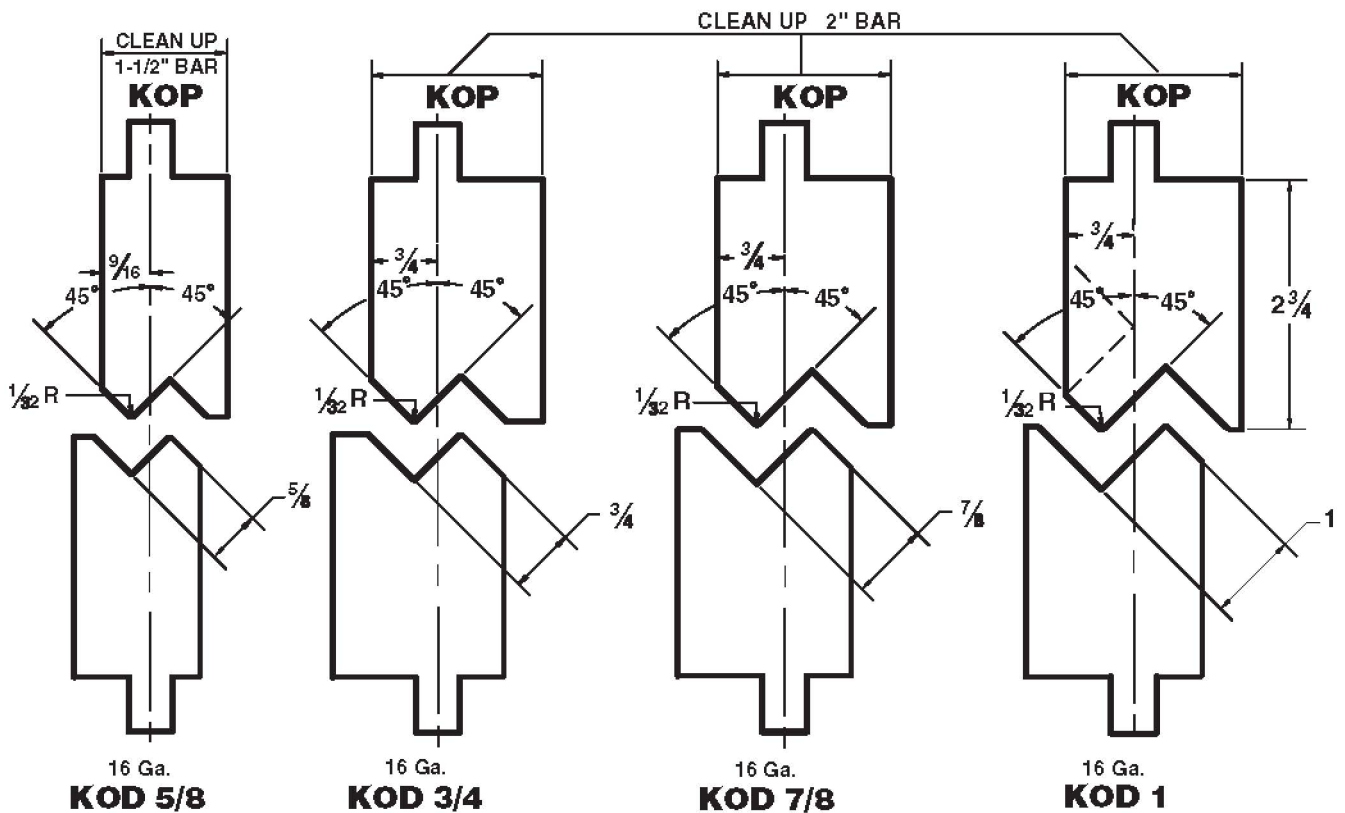 CLEAN UP 2" BAR
CLEAN UP
1-1/2" BAR
KOP
KOP
KOP
KOP
9/16
45° 45°
1/32 R
3/4
45° 45°
1/32 R
3/4
45° 45°
1/32 R
3/4
45° 45°
1/32 R
2 3/4
5/8
3/4
7/8
1
16 Ga.
KOD 5/8
16 Ga.
KOD 3/4
16 Ga.
KOD 7/8
16 Ga.
KOD 1